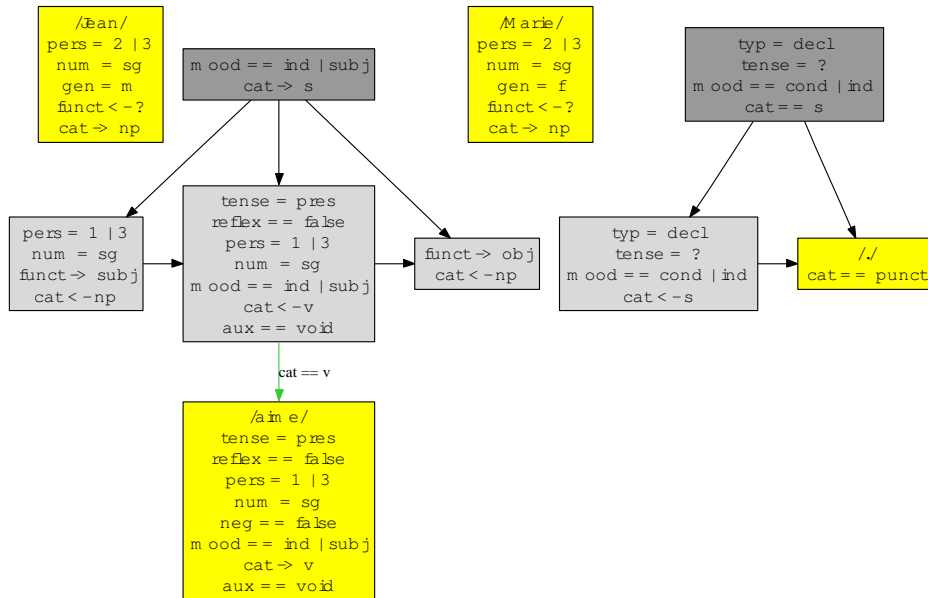 /Jean/
pers = 2 | 3
num = sg
gen = m
funct <-?
cat -> np
mood == ind | subj
cat -> s
/Marie/
pers = 2 | 3
num = sg
gen = f
funct <-?
cat -> np
typ = decl
tense = ?
mood == cond | ind
cat == s
pers = 1 | 3
num = sg
funct -> subj
cat <-np
tense = pres
reflex == false
pers = 1 | 3
num = sg
mood == ind | subj
cat <-v
aux == void
funct -> obj
cat <-np
typ = decl
tense = ?
mood == cond | ind
cat <-s
/./
cat == punct
cat == v
/aime/
tense = pres
reflex == false
pers = 1 | 3
num = sg
neg == false
mood == ind | subj
cat -> v
aux == void